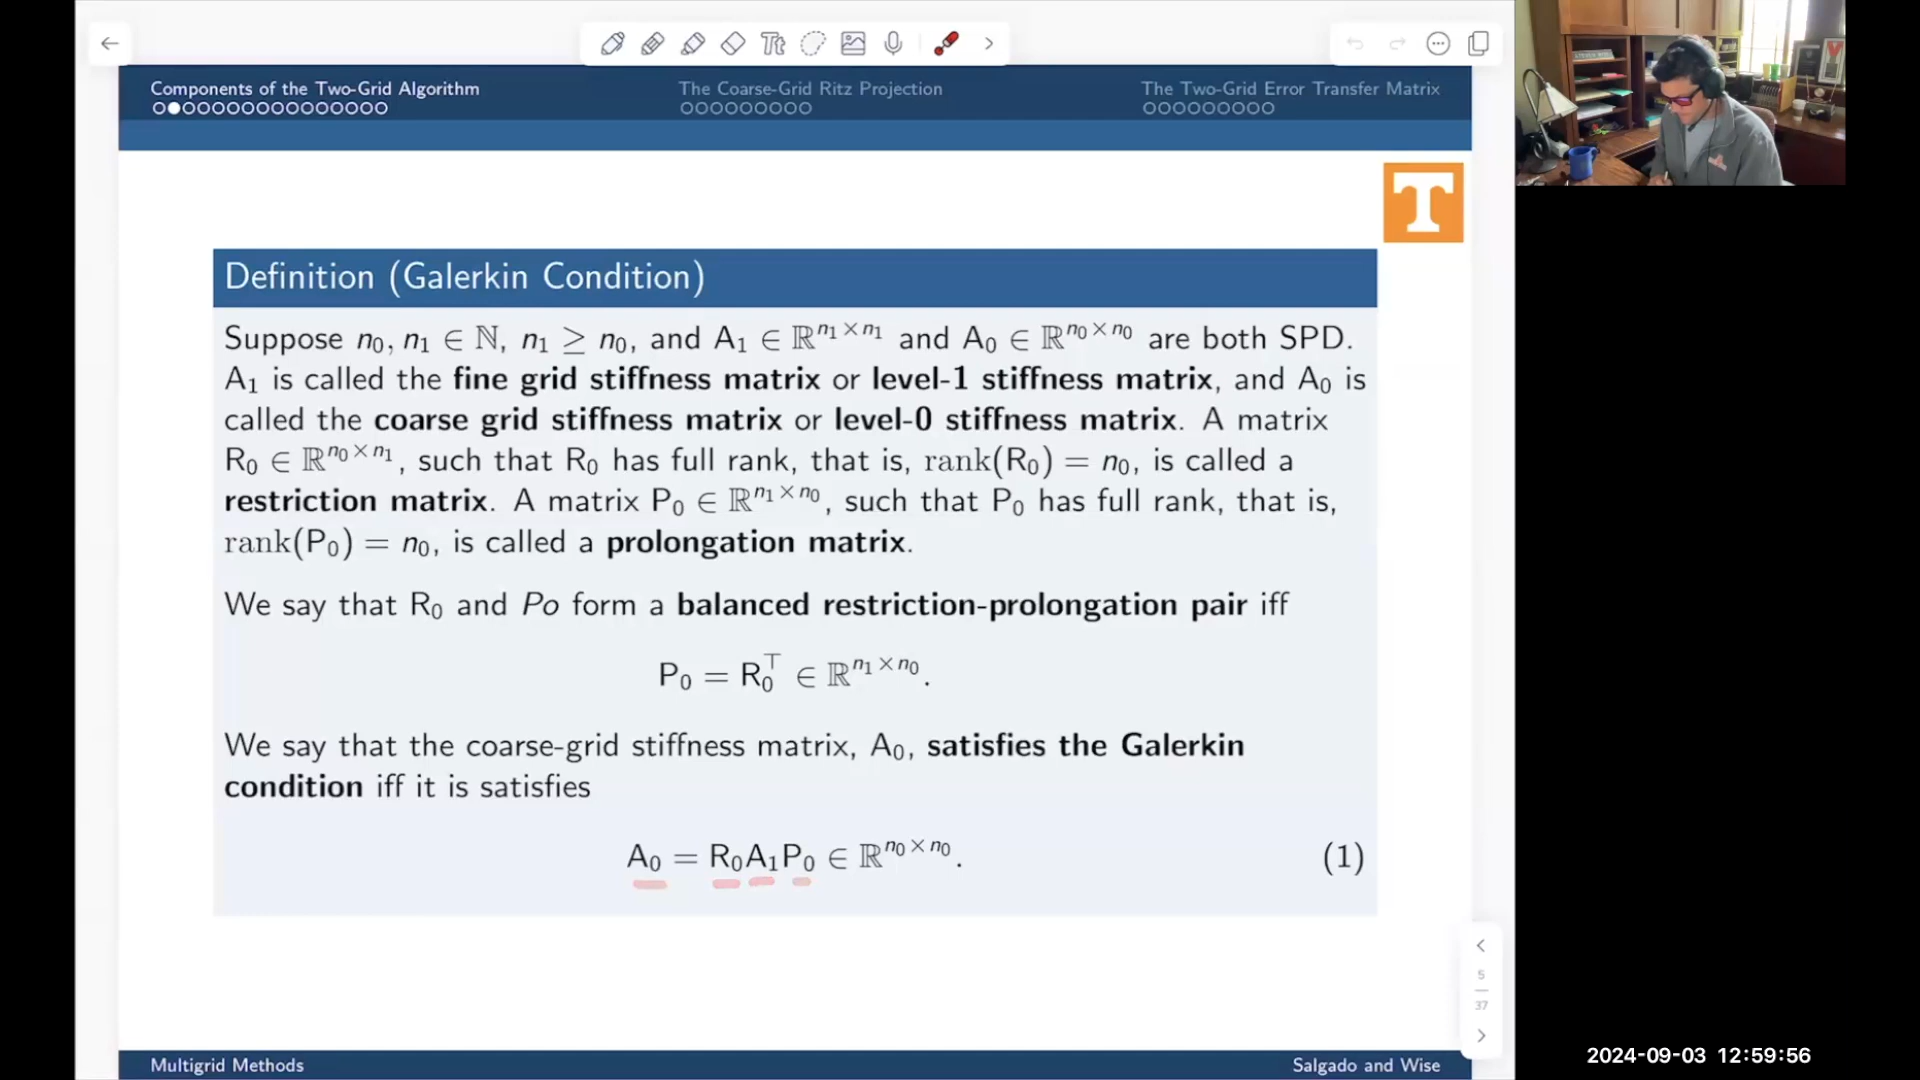 Components of the Two-Grid Algorithm
The Coarse-Grid Ritz Projection
The Two-Grid Error Transfer Matrix
T
Definition (Galerkin Condition)
Suppose n₀, n₁ ∈ ℕ, n₁ ≥ n₀, and A₁ ∈ ℝ^{n₁×n₁} and A₀ ∈ ℝ^{n₀×n₀} are both SPD.
A₁ is called the fine grid stiffness matrix or level-1 stiffness matrix, and A₀ is
called the coarse grid stiffness matrix or level-0 stiffness matrix. A matrix
R₀ ∈ ℝ^{n₀×n₁}, such that R₀ has full rank, that is, rank(R₀) = n₀, is called a
restriction matrix. A matrix P₀ ∈ ℝ^{n₁×n₀}, such that P₀ has full rank, that is,
rank(P₀) = n₀, is called a prolongation matrix.
We say that R₀ and Po form a balanced restriction-prolongation pair iff
P₀ = R₀^⊤ ∈ ℝ^{n₁×n₀}.
We say that the coarse-grid stiffness matrix, A₀, satisfies the Galerkin
condition iff it is satisfies
A₀ = R₀A₁P₀ ∈ ℝ^{n₀×n₀}. (1)
5
37
Multigrid Methods
Salgado and Wise
2024-09-03 12:59:56